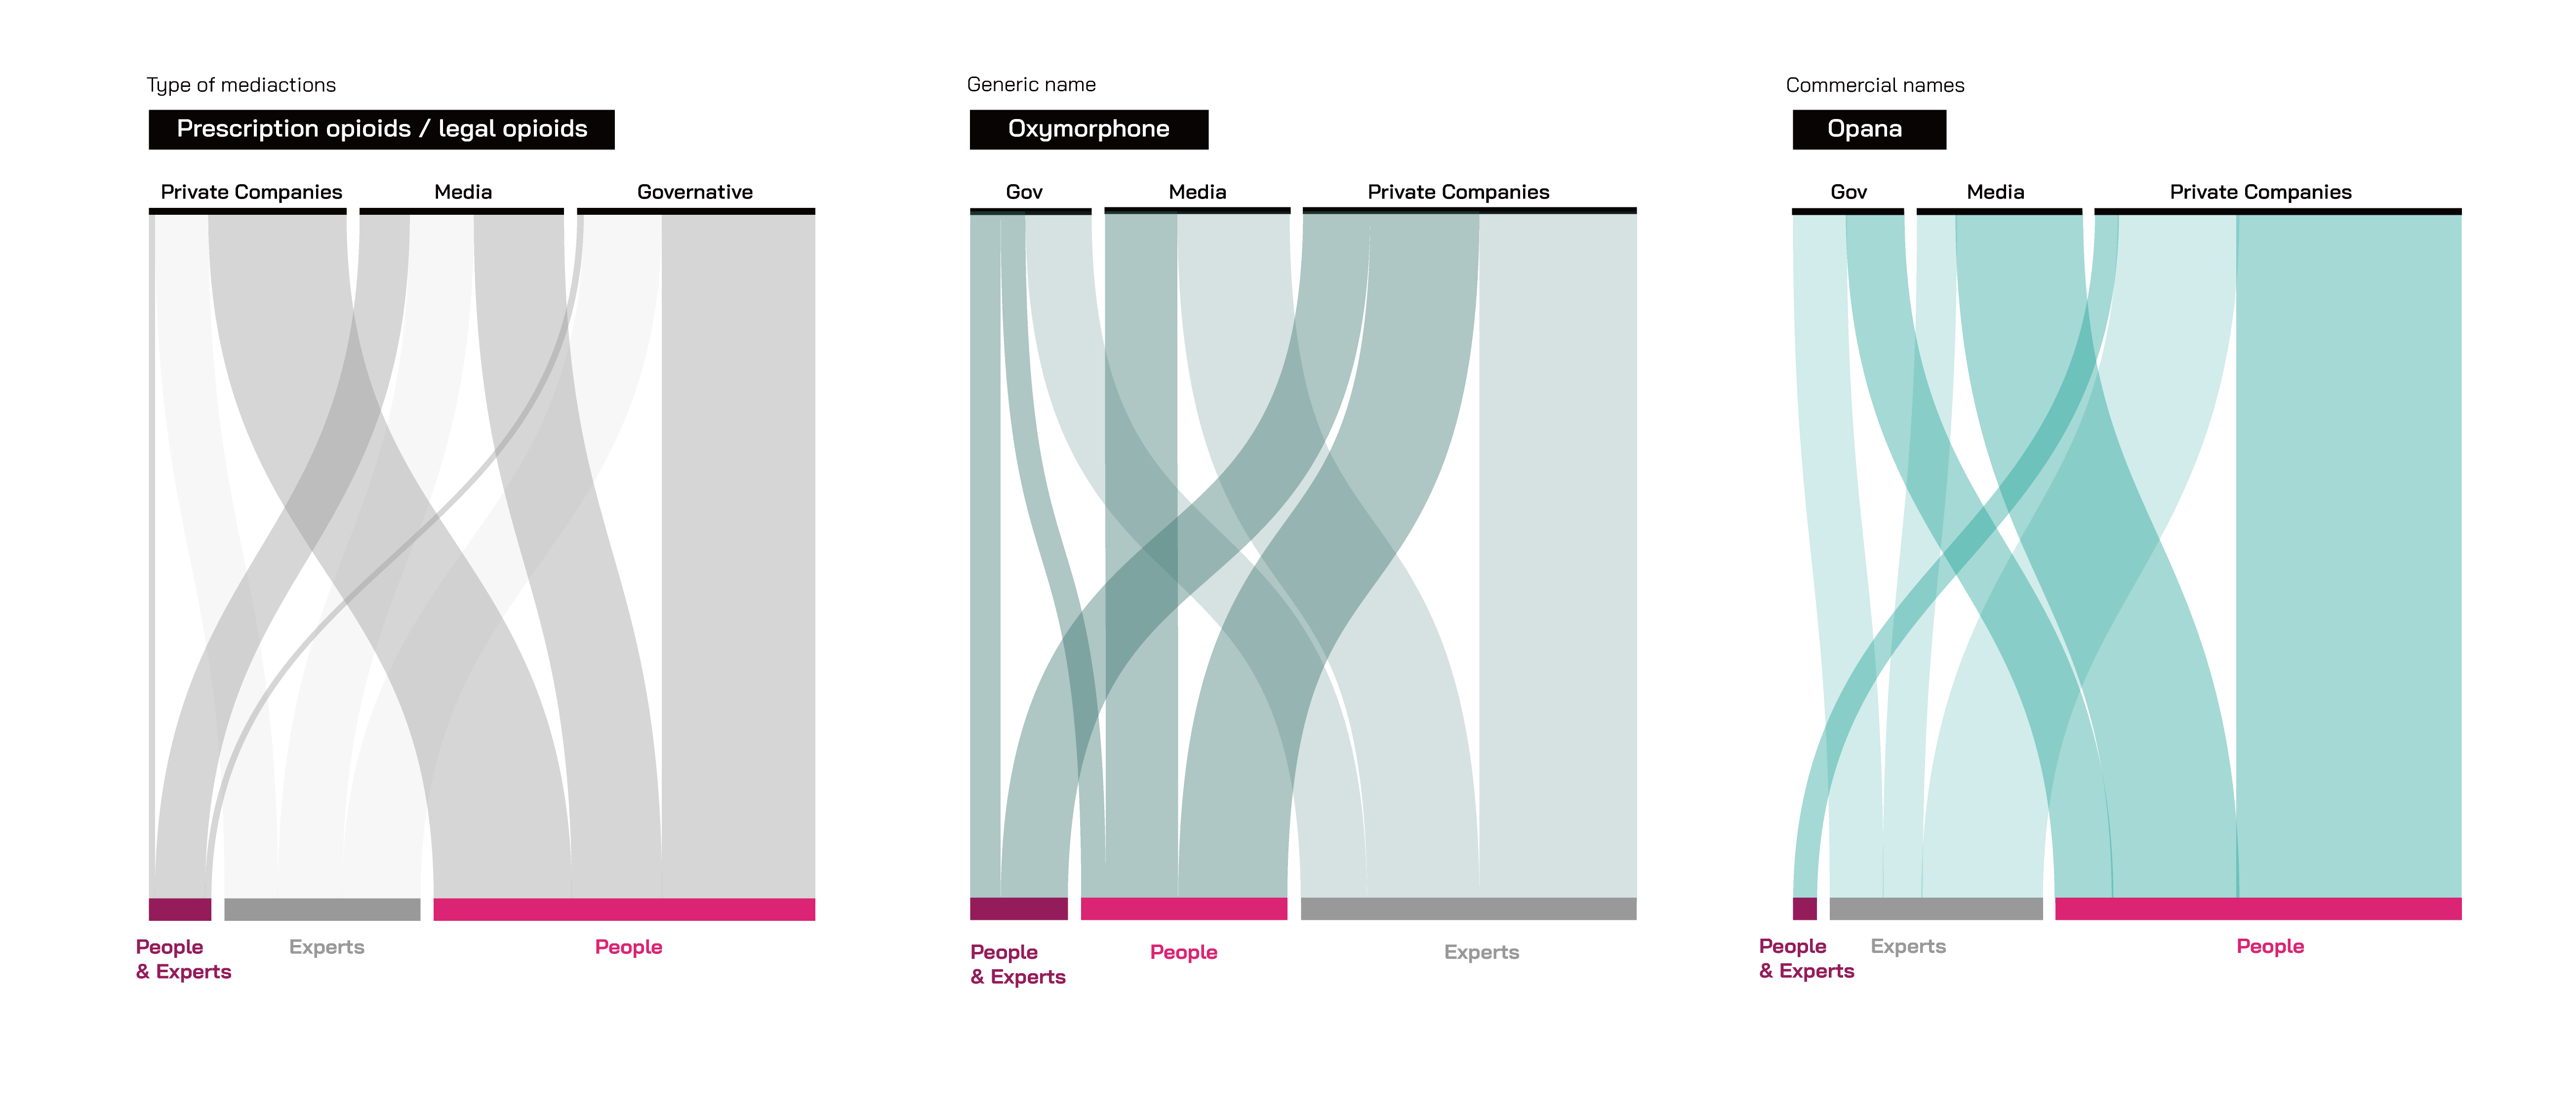 Type of mediactions
Prescription opioids / legal opioids
Private Companies
Media
Governative
People
& Experts
Experts
People
Generic name
Oxymorphone
Gov
Media
Private Companies
People
& Experts
People
Experts
Commercial names
Opana
Gov
Media
Private Companies
People
& Experts
Experts
People